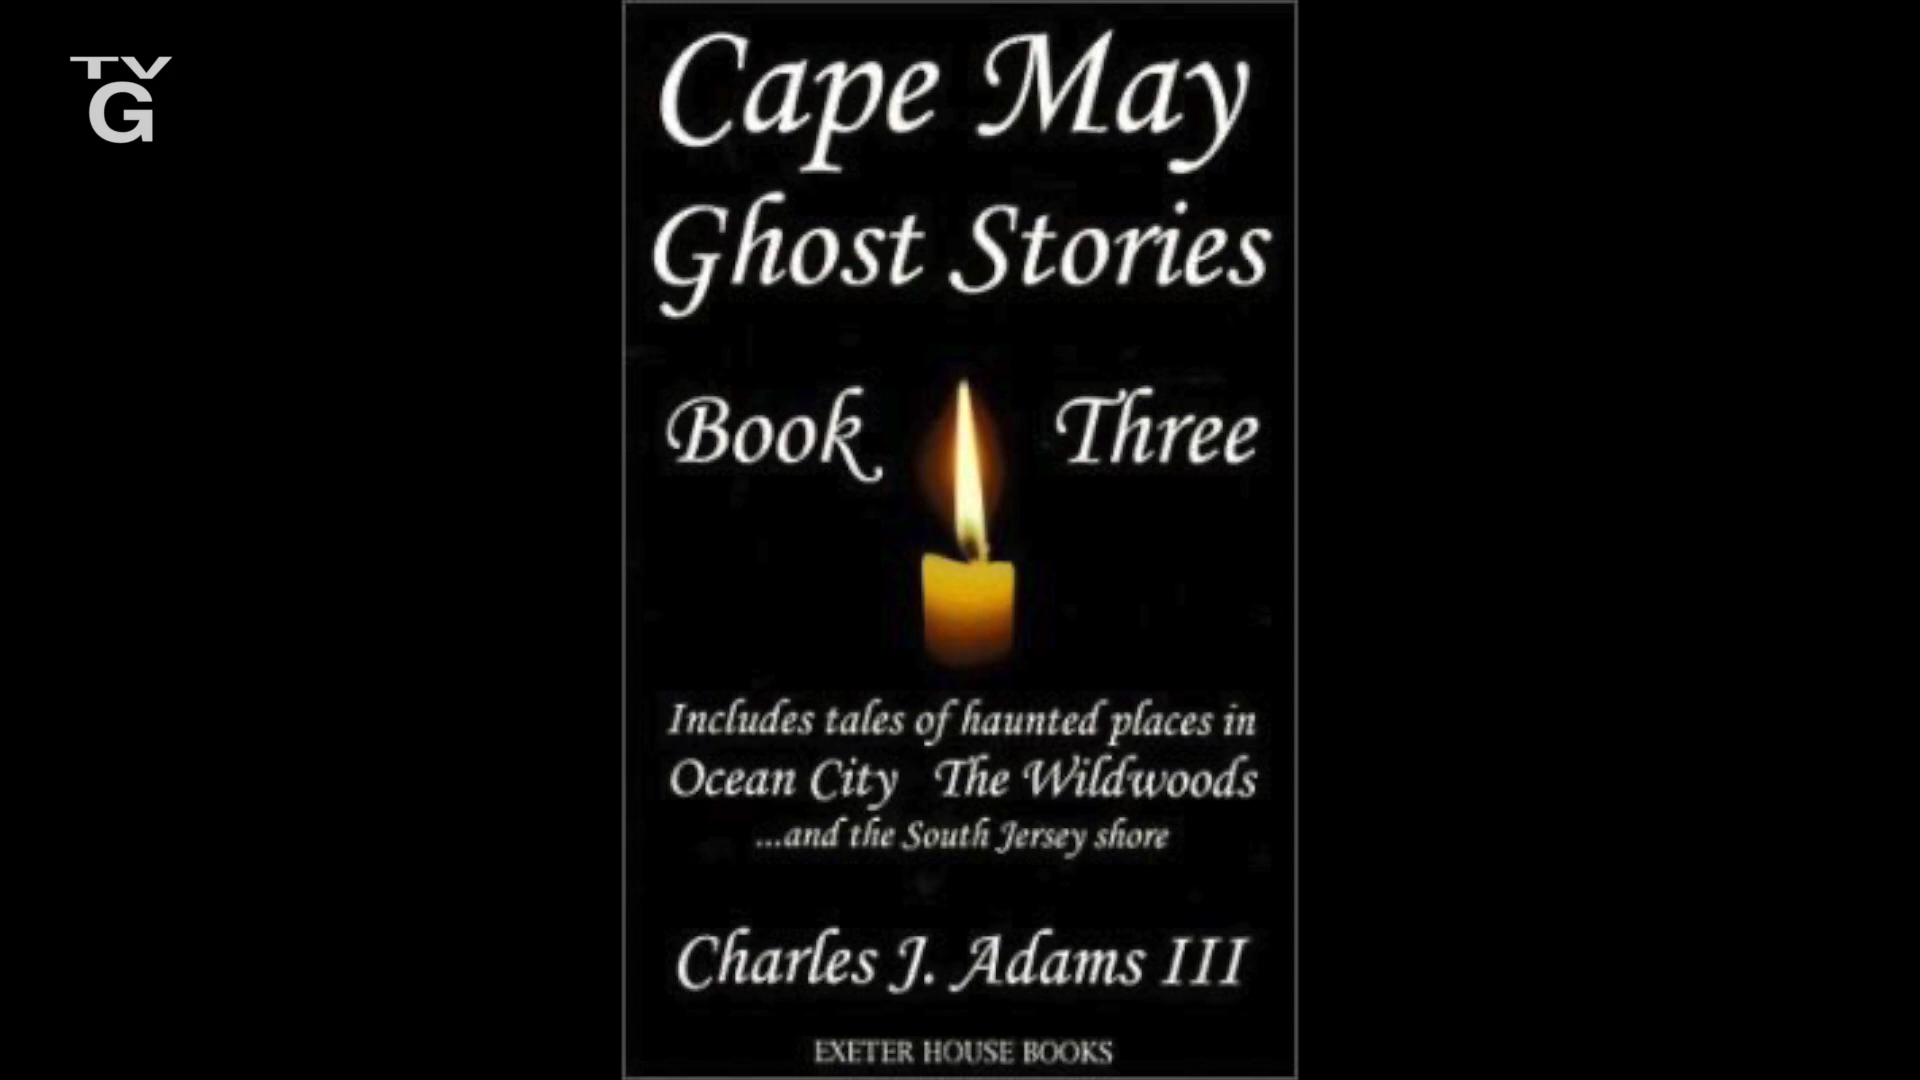 TV
G
Cape May
Ghost Stories
Book Three
Includes tales of haunted places in
Ocean City The Wildwoods
...and the South Jersey shore
Charles J. Adams III
EXETER HOUSE BOOKS